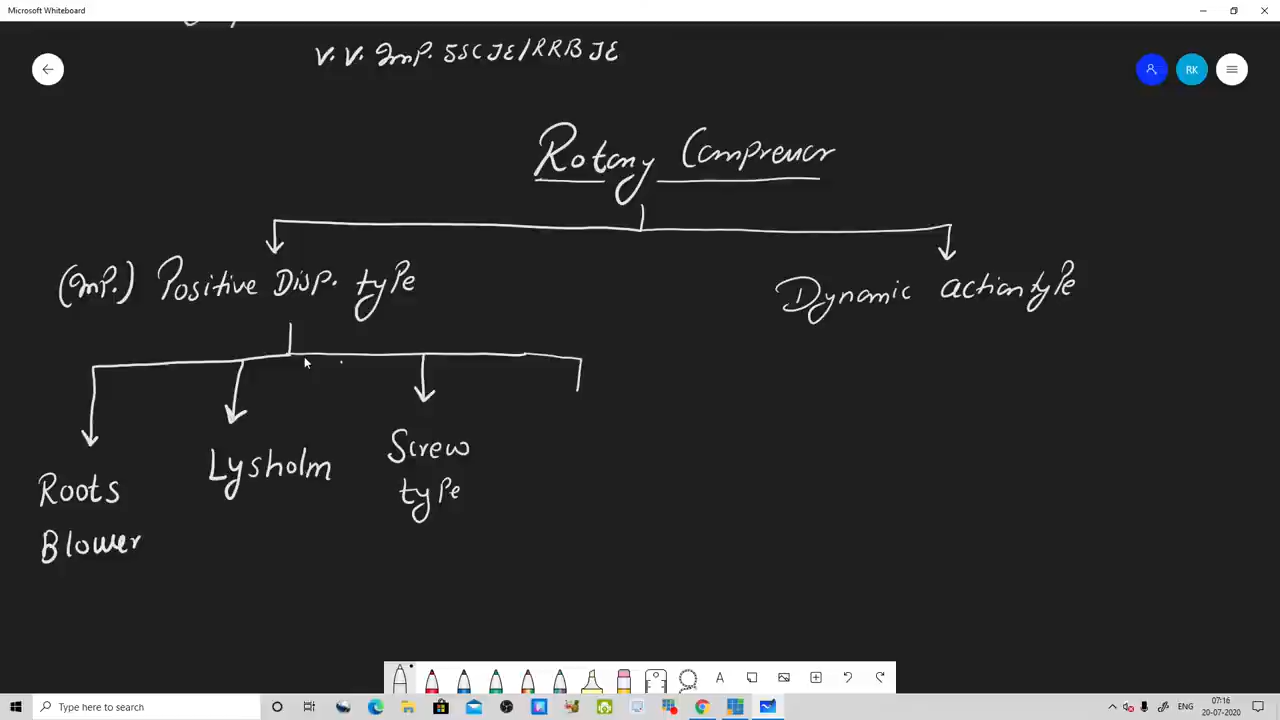 Microsoft Whiteboard
V. V. Imp. SSC JE/RRB JE
RK
Rotary Compressor
(Imp.) Positive Disp. type
Dynamic action type
Roots
Blower
Lysholm
Screw
type
A
Type here to search
ENG
07:16
20-07-2020